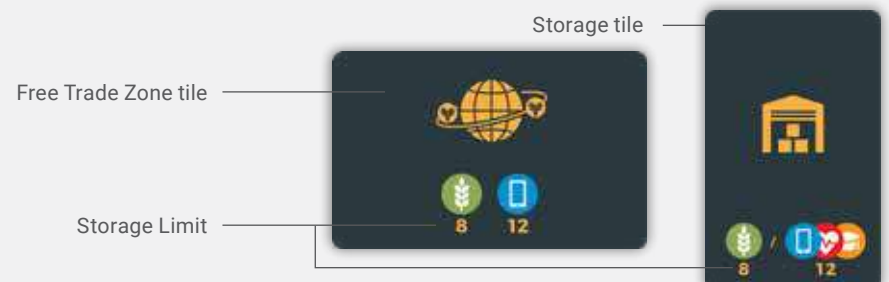 Storage tile
Free Trade Zone tile
Storage Limit
8 12
8 / 12